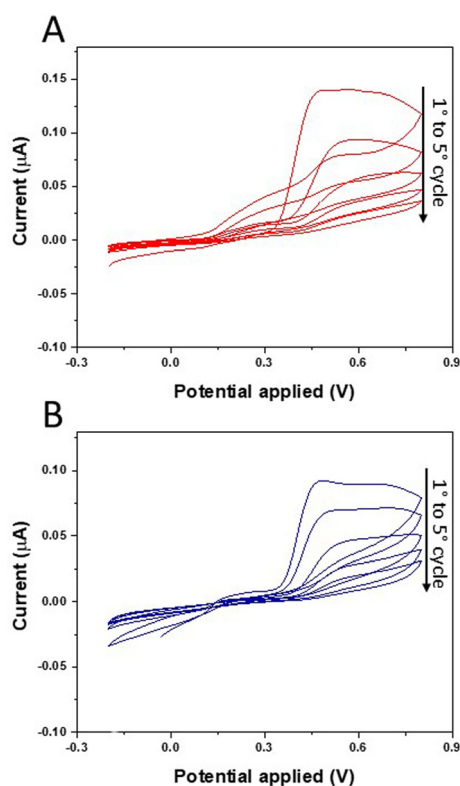 A
0.15
0.10
0.05
0.00
-0.05
-0.10
Current (μA)
1° to 5° cycle
-0.3
0.0
0.3
0.6
0.9
Potential applied (V)
B
0.10
0.05
0.00
-0.05
-0.10
Current (μA)
1° to 5° cycle
-0.3
0.0
0.3
0.6
0.9
Potential applied (V)